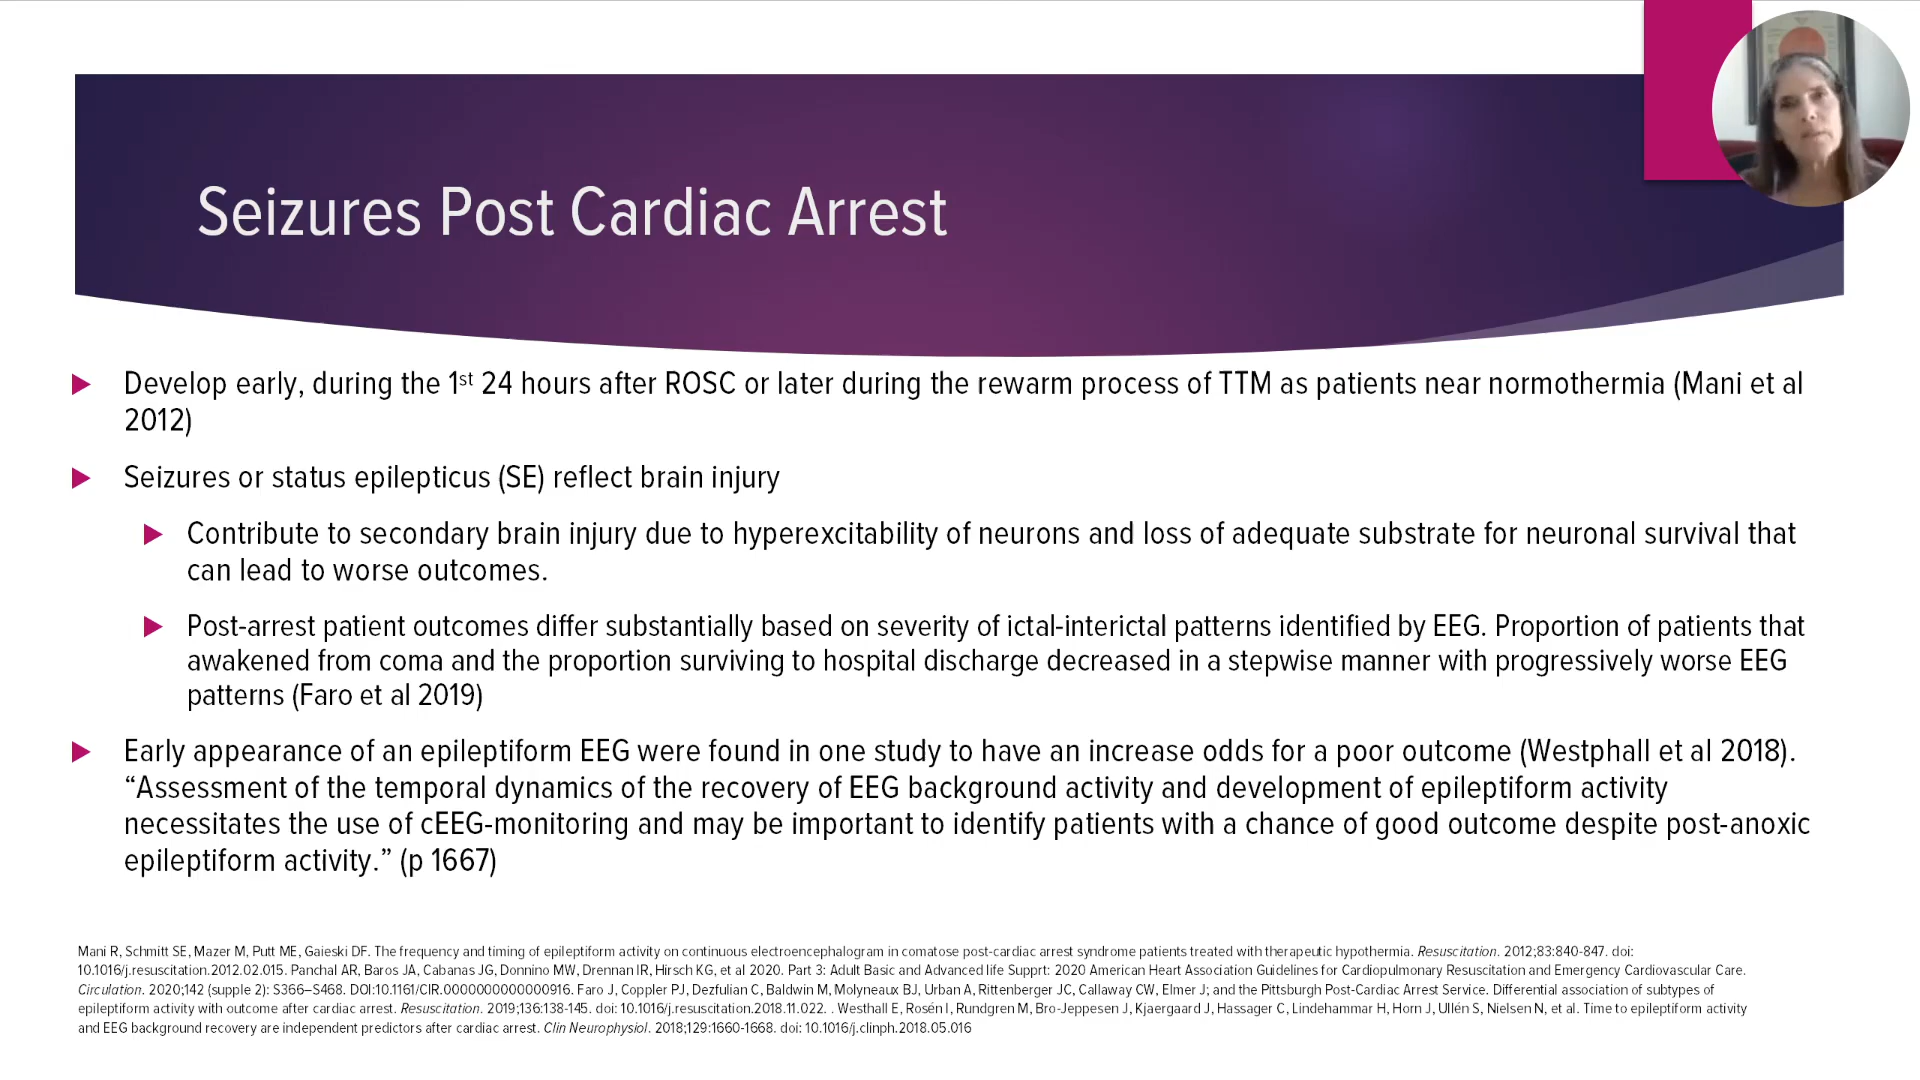 Seizures Post Cardiac Arrest
Develop early, during the 1st 24 hours after ROSC or later during the rewarm process of TTM as patients near normothermia (Mani et al
2012)
Seizures or status epilepticus (SE) reflect brain injury
Contribute to secondary brain injury due to hyperexcitability of neurons and loss of adequate substrate for neuronal survival that
can lead to worse outcomes.
Post-arrest patient outcomes differ substantially based on severity of ictal-interictal patterns identified by EEG. Proportion of patients that
awakened from coma and the proportion surviving to hospital discharge decreased in a stepwise manner with progressively worse EEG
patterns (Faro et al 2019)
Early appearance of an epileptiform EEG were found in one study to have an increase odds for a poor outcome (Westphall et al 2018).
“Assessment of the temporal dynamics of the recovery of EEG background activity and development of epileptiform activity
necessitates the use of cEEG-monitoring and may be important to identify patients with a chance of good outcome despite post-anoxic
epileptiform activity.” (p 1667)
Mani R, Schmitt SE, Mazer M, Putt ME, Gaieski DF. The frequency and timing of epileptiform activity on continuous electroencephalogram in comatose post-cardiac arrest syndrome patients treated with therapeutic hypothermia. Resuscitation. 2012;83:840-847. doi:
10.1016/j.resuscitation.2012.02.015. Panchal AR, Baros JA, Cabanas JG, Donnino MW, Drennan IR, Hirsch KG, et al 2020. Part 3: Adult Basic and Advanced life Supprt: 2020 American Heart Association Guidelines for Cardiopulmonary Resuscitation and Emergency Cardiovascular Care.
Circulation. 2020;142 (supple 2): S366–S468. DOI:10.1161/CIR.0000000000000916. Faro J, Coppler PJ, Dezfulian C, Baldwin M, Molyneaux BJ, Urban A, Rittenberger JC, Callaway CW, Elmer J; and the Pittsburgh Post-Cardiac Arrest Service. Differential association of subtypes of
epileptiform activity with outcome after cardiac arrest. Resuscitation. 2019;136:138-145. doi: 10.1016/j.resuscitation.2018.11.022. . Westhall E, Rosén I, Rundgren M, Bro-Jeppesen J, Kjaergaard J, Hassager C, Lindehammar H, Horn J, Ullén S, Nielsen N, et al. Time to epileptiform activity
and EEG background recovery are independent predictors after cardiac arrest. Clin Neurophysiol. 2018;129:1660-1668. doi: 10.1016/j.clinph.2018.05.016